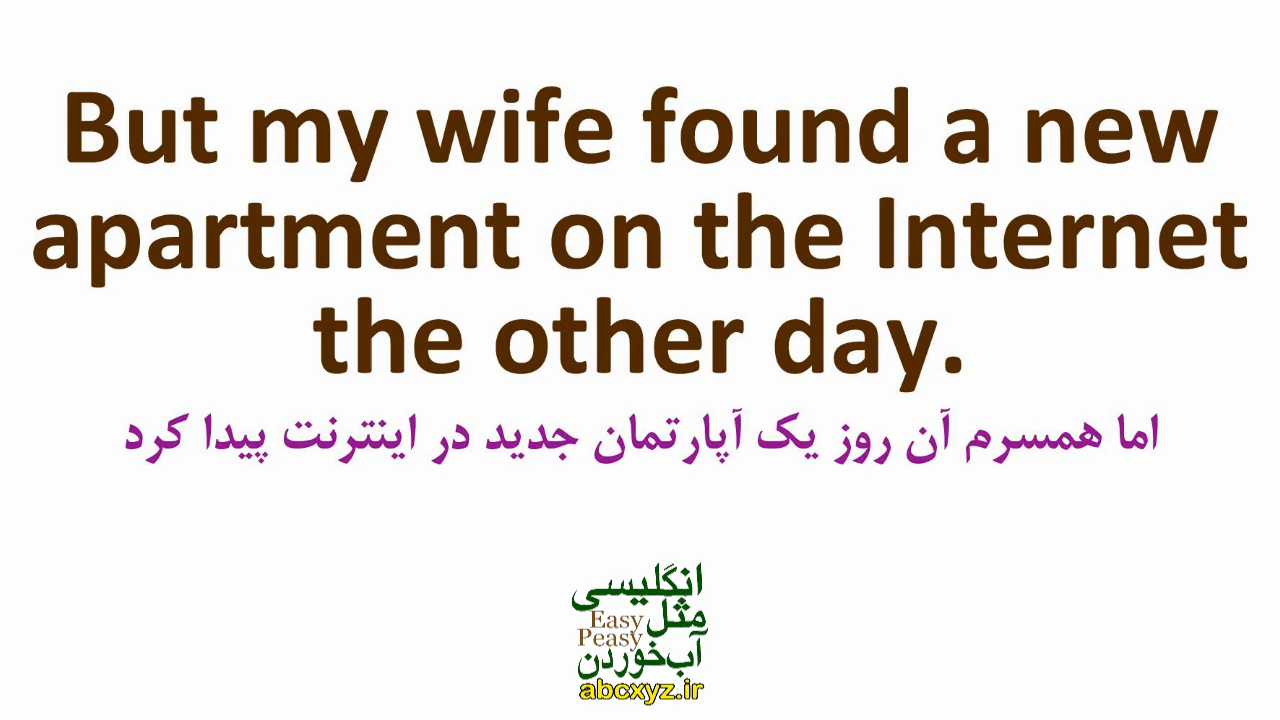 But my wife found a new
apartment on the Internet
the other day.
اما همسرم آن روز یک آپارتمان جدید در اینترنت پیدا کرد
انگلیسی
مثل
Easy
Peasy
آب‌خوردن
abcxyz.ir